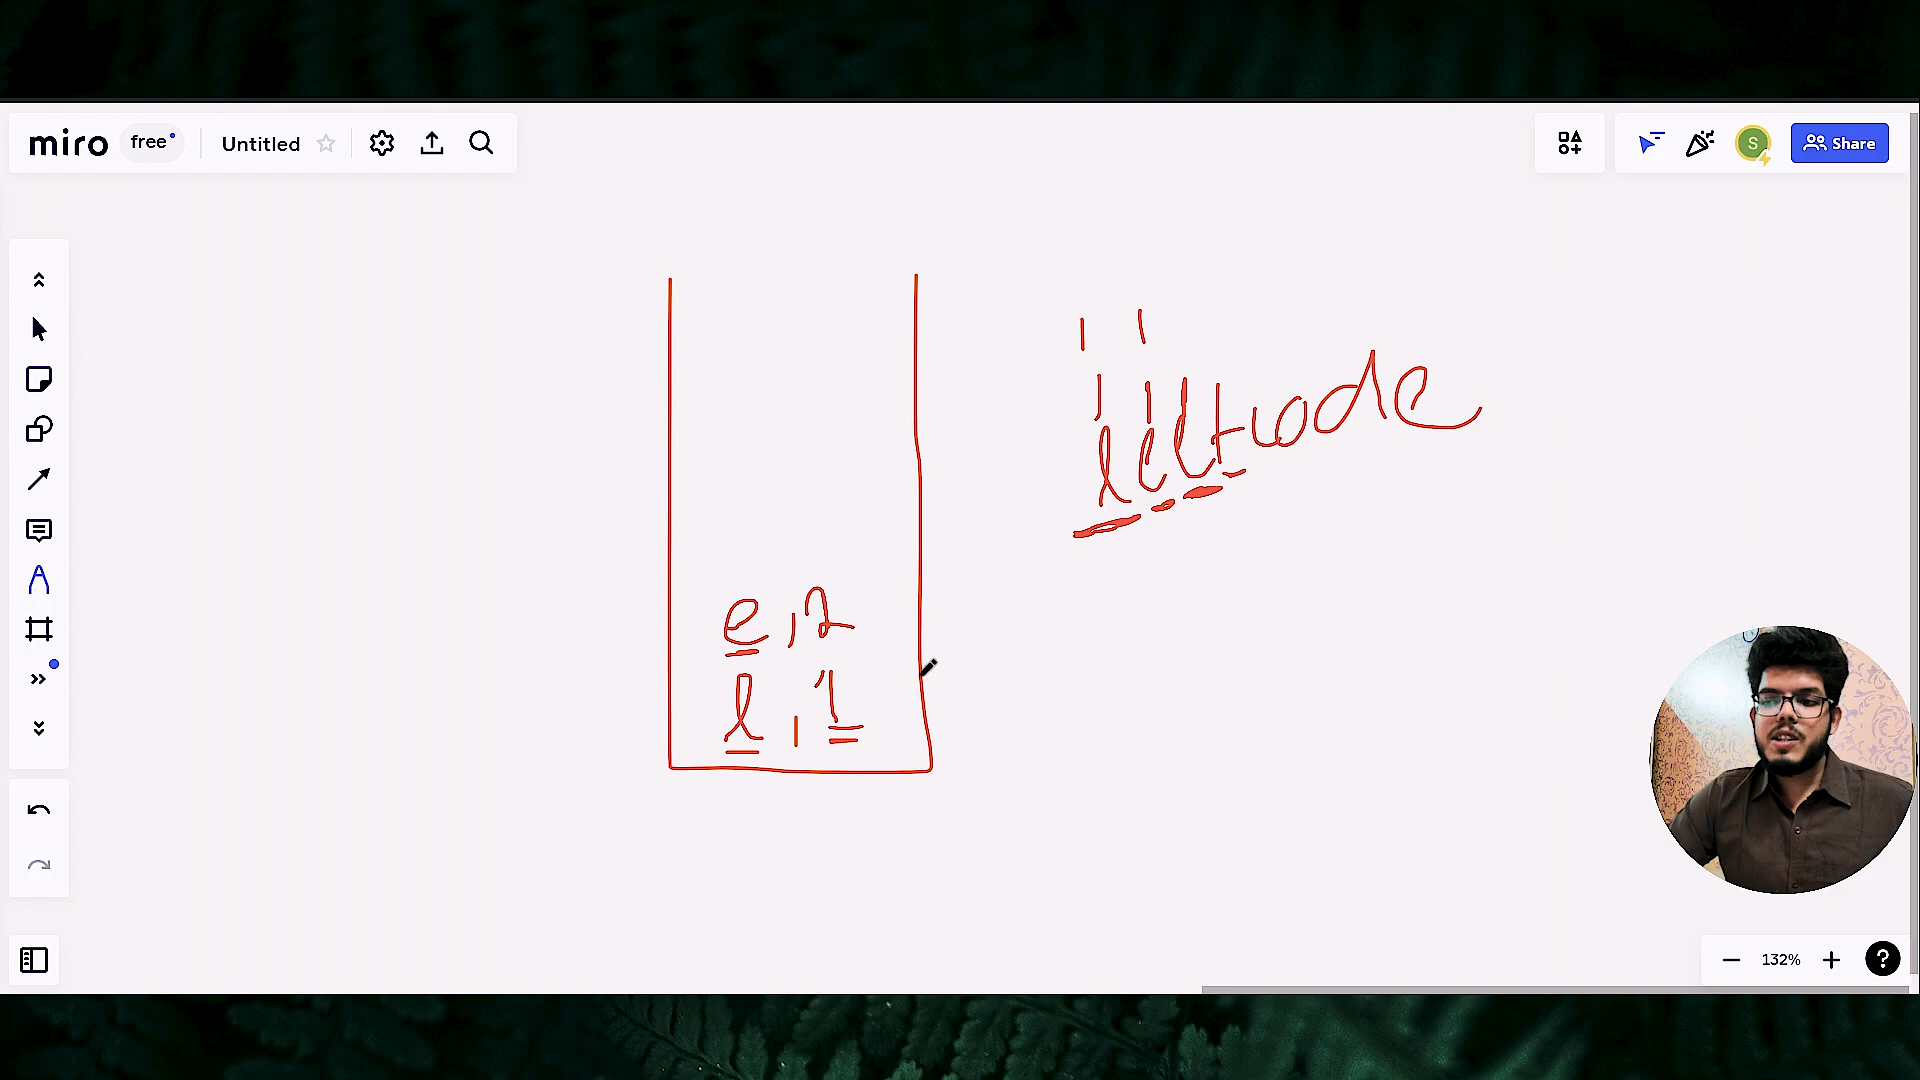 miro free Untitled
S Share
leetcode
e,2
l,1
132%
?